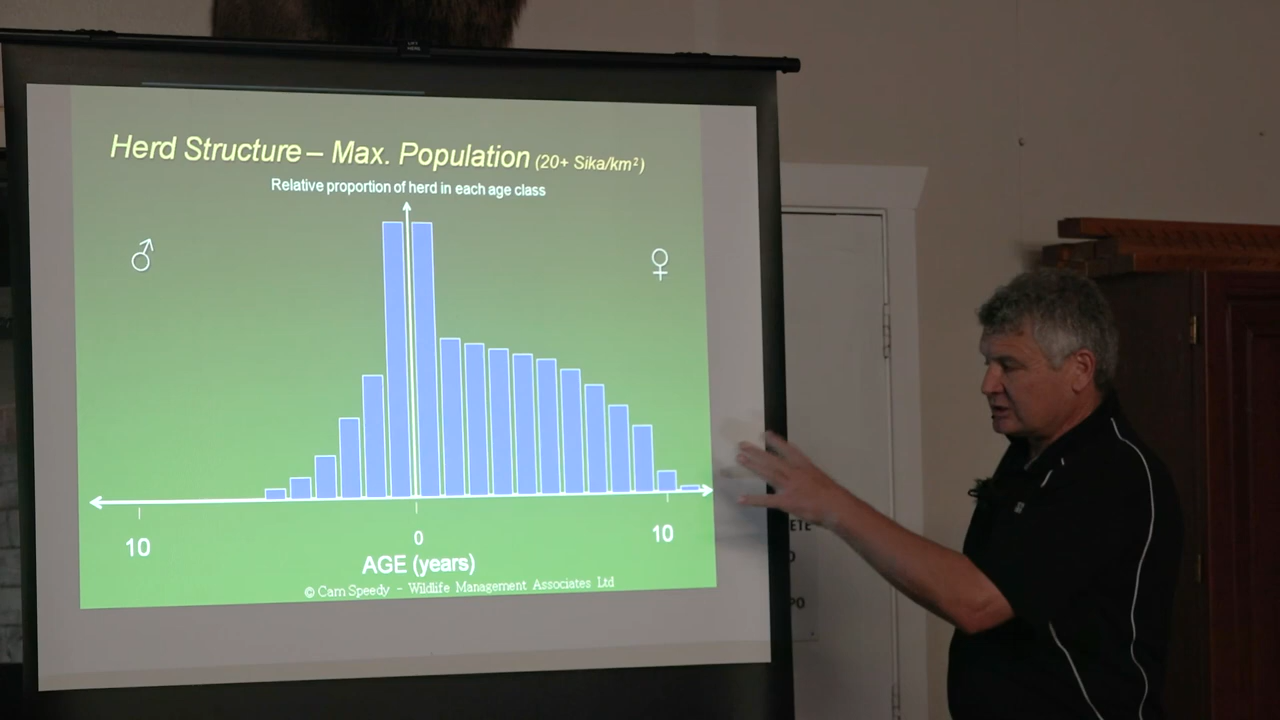 Herd Structure – Max. Population (20+ Sika/km²)
Relative proportion of herd in each age class
♂
♀
10
0
10
AGE (years)
© Cam Speedy - Wildlife Management Associates Ltd